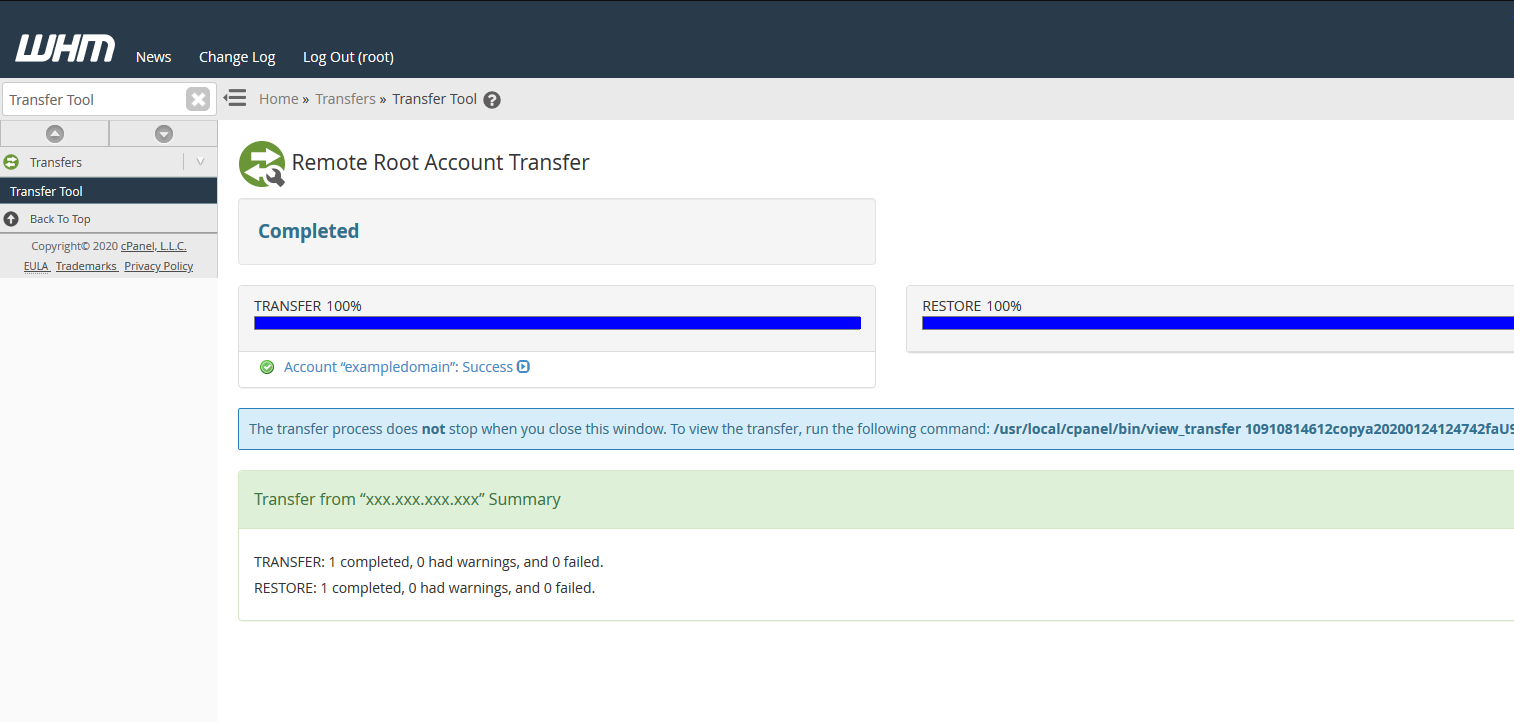 WHM News Change Log Log Out (root)
Transfer Tool
Home » Transfers » Transfer Tool ?
Transfers
Transfer Tool
Back To Top
Copyright© 2020 cPanel, L.L.C.
EULA Trademarks Privacy Policy
Remote Root Account Transfer
Completed
TRANSFER 100%
Account “exampledomain”: Success
RESTORE 100%
The transfer process does not stop when you close this window. To view the transfer, run the following command: /usr/local/cpanel/bin/view_transfer 10910814612copya20200124124742faU
Transfer from “xxx.xxx.xxx.xxx” Summary
TRANSFER: 1 completed, 0 had warnings, and 0 failed.
RESTORE: 1 completed, 0 had warnings, and 0 failed.